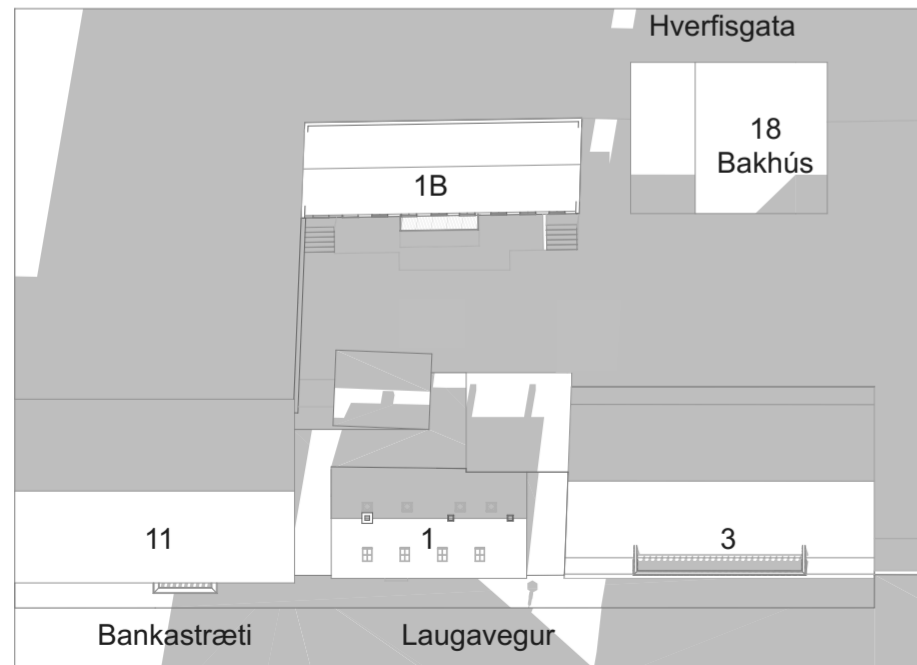 Hverfisgata
18
Bakhús
1B
11
1
3
Bankastræti
Laugavegur